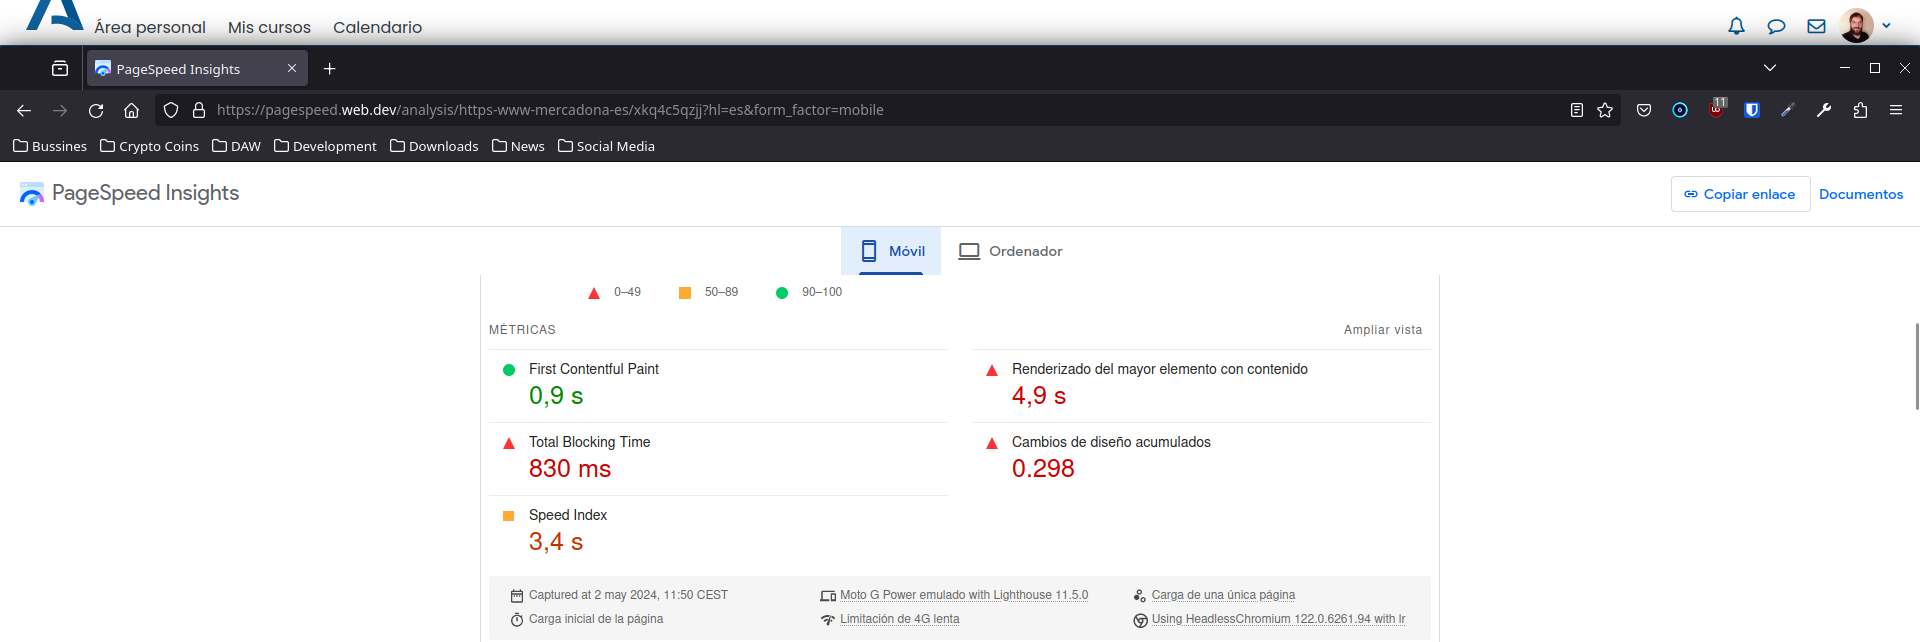 Área personal Mis cursos Calendario
PageSpeed Insights
https://pagespeed.web.dev/analysis/https-www-mercadona-es/xkq4c5qzjj?hl=es&form_factor=mobile
11
Bussines Crypto Coins DAW Development Downloads News Social Media
PageSpeed Insights
Copiar enlace Documentos
Móvil Ordenador
0–49 50–89 90–100
MÉTRICAS Ampliar vista
First Contentful Paint
0,9 s
Renderizado del mayor elemento con contenido
4,9 s
Total Blocking Time
830 ms
Cambios de diseño acumulados
0.298
Speed Index
3,4 s
Captured at 2 may 2024, 11:50 CEST
Moto G Power emulado with Lighthouse 11.5.0
Carga de una única página
Carga inicial de la página
Limitación de 4G lenta
Using HeadlessChromium 122.0.6261.94 with lr